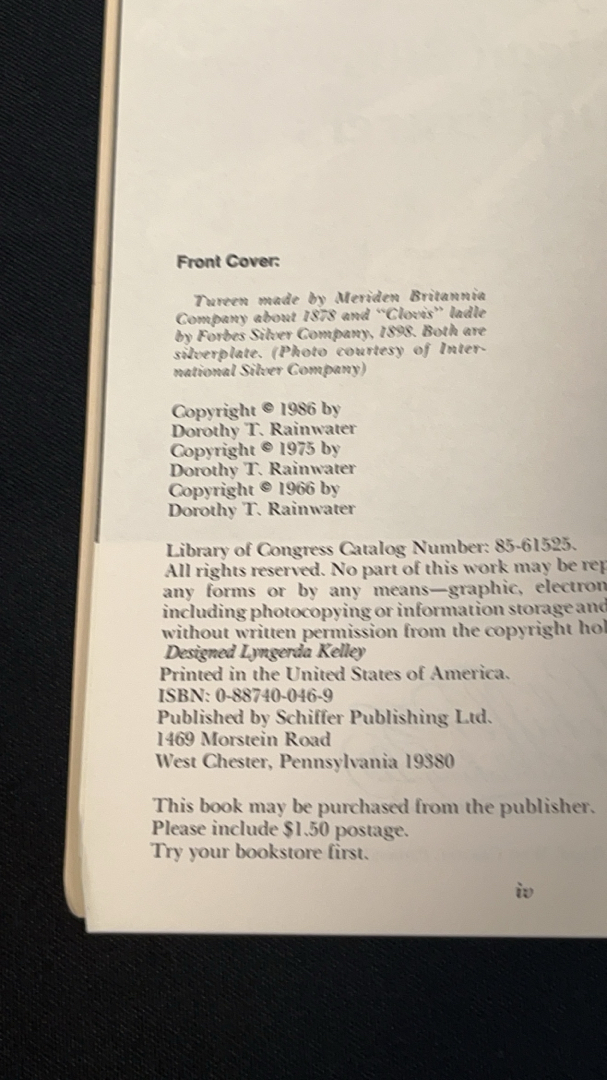 Front Cover:
Tureen made by Meriden Britannia
Company about 1878 and "Clovis" ladle
by Forbes Silver Company, 1898. Both are
silverplate. (Photo courtesy of Inter-
national Silver Company)
Copyright © 1986 by
Dorothy T. Rainwater
Copyright © 1975 by
Dorothy T. Rainwater
Copyright © 1966 by
Dorothy T. Rainwater
Library of Congress Catalog Number: 85-61525.
All rights reserved. No part of this work may be rep
any forms or by any means—graphic, electron
including photocopying or information storage and
without written permission from the copyright hol
Designed Lyngerda Kelley
Printed in the United States of America.
ISBN: 0-88740-046-9
Published by Schiffer Publishing Ltd.
1469 Morstein Road
West Chester, Pennsylvania 19380
This book may be purchased from the publisher.
Please include $1.50 postage.
Try your bookstore first.
iv